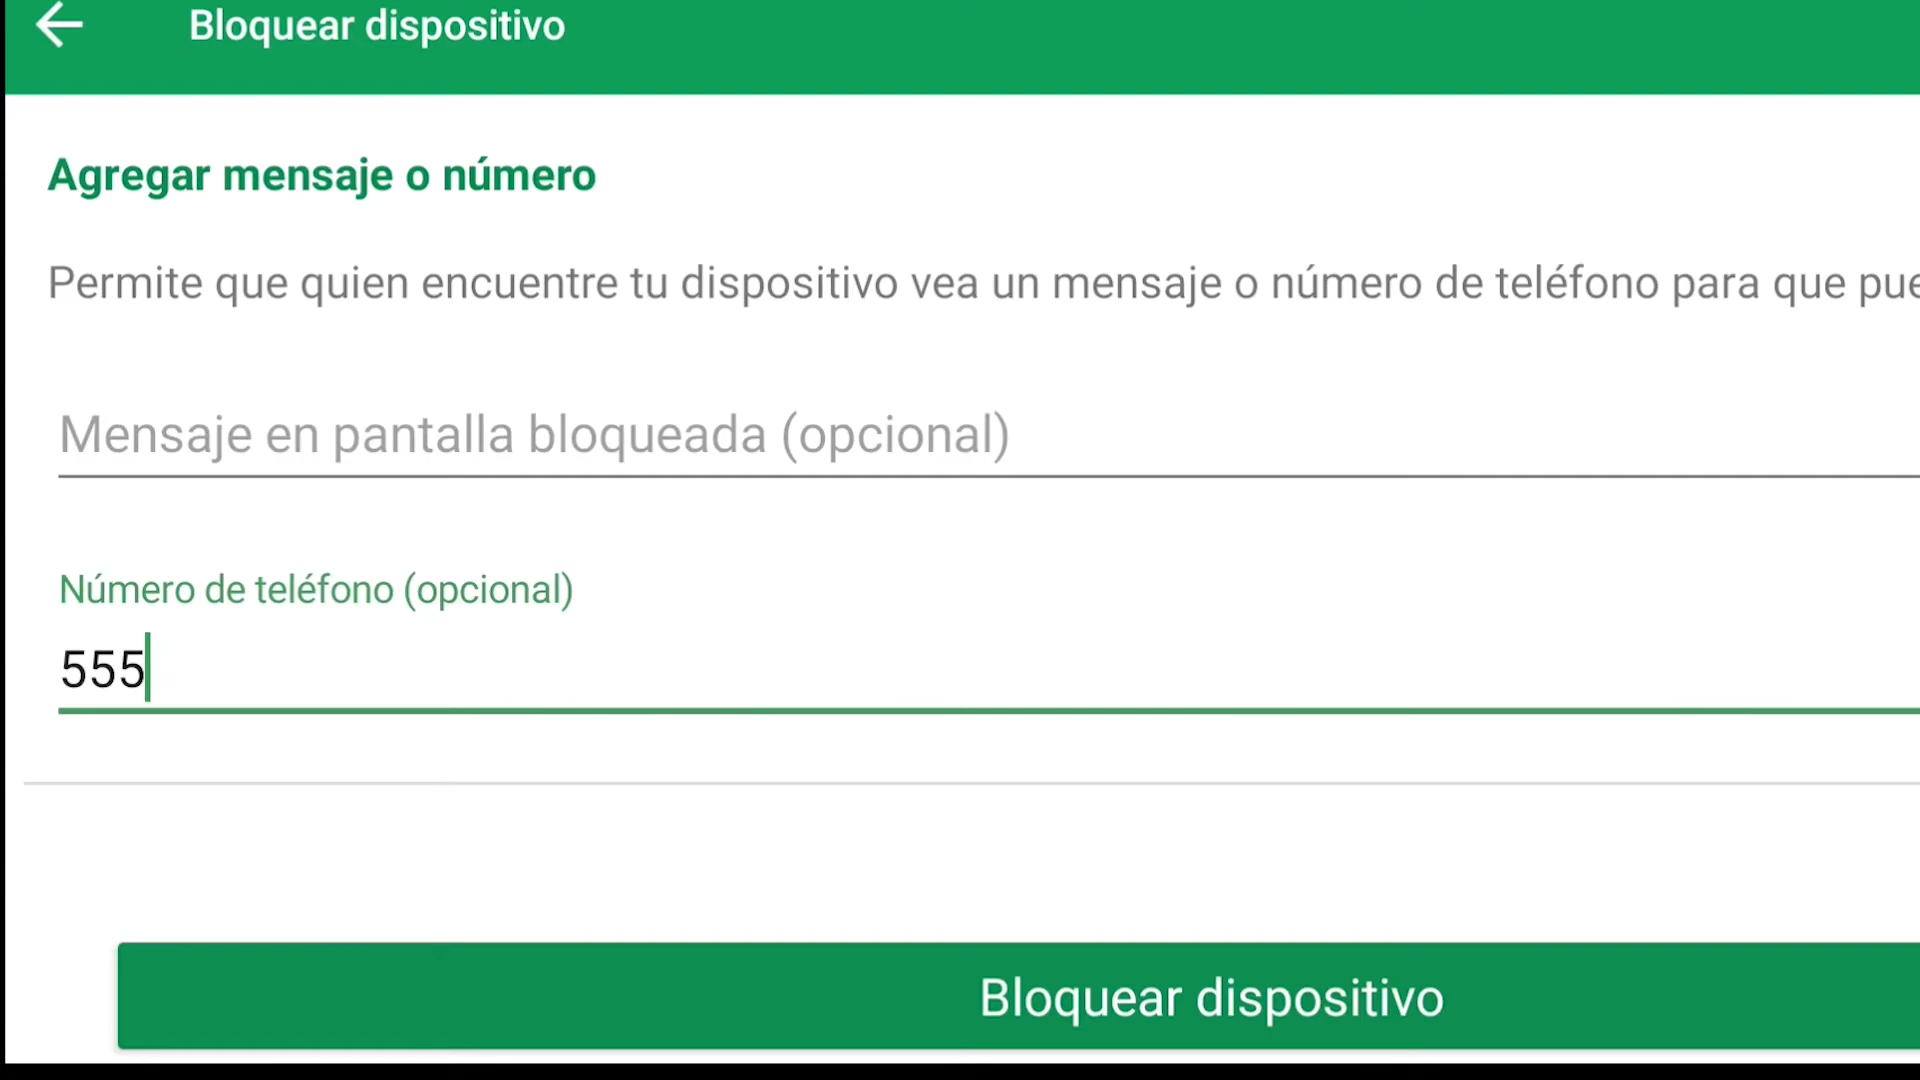 Bloquear dispositivo
Agregar mensaje o número
Permite que quien encuentre tu dispositivo vea un mensaje o número de teléfono para que pue
Mensaje en pantalla bloqueada (opcional)
Número de teléfono (opcional)
555
Bloquear dispositivo